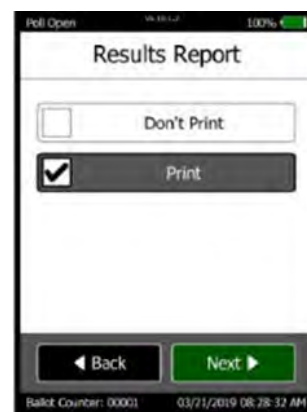 Poll Open 100%
Results Report
Don't Print
Print
◀ Back Next ▶
Ballot Counter: 00001 03/21/2019 08:28:32 AM